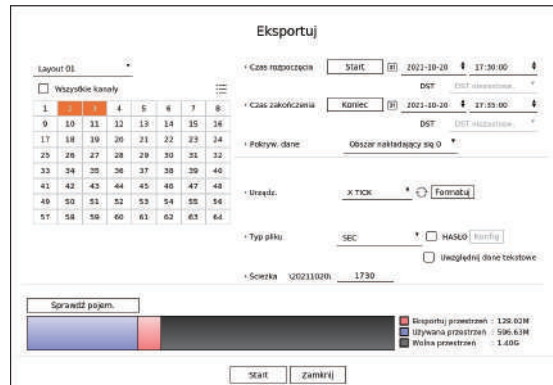 Eksportuj
Layout 01
Wszystkie kanały
1 2 3 4 5 6 7 8
9 10 11 12 13 14 15 16
17 18 19 20 21 22 23 24
25 26 27 28 29 30 31 32
33 34 35 36 37 38 39 40
41 42 43 44 45 46 47 48
49 50 51 52 53 54 55 56
57 58 59 60 61 62 63 64
Czas rozpoczęcia Start 2021-10-20 17:30:00
DST DST niezastosow.
Czas zakończenia Koniec 2021-10-20 17:35:00
DST DST niezastosow.
Pokryw. dane Obszar nakładający się 0
Urządz. X TICK Formatuj
Typ pliku SEC HASŁO Konfig
Uwzględnij dane tekstowe
Ścieżka \20211020\ 1730
Sprawdź pojem.
Eksportuj przestrzeń : 129.02M
Używana przestrzeń : 596.63M
Wolna przestrzeń : 1.40G
Start Zamknij